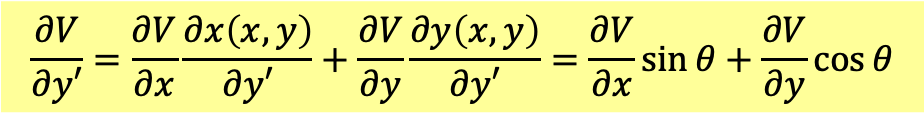 ∂V/∂y′ = ∂V/∂x ∂x(x, y)/∂y′ + ∂V/∂y ∂y(x, y)/∂y′ = ∂V/∂x sin θ + ∂V/∂y cos θ